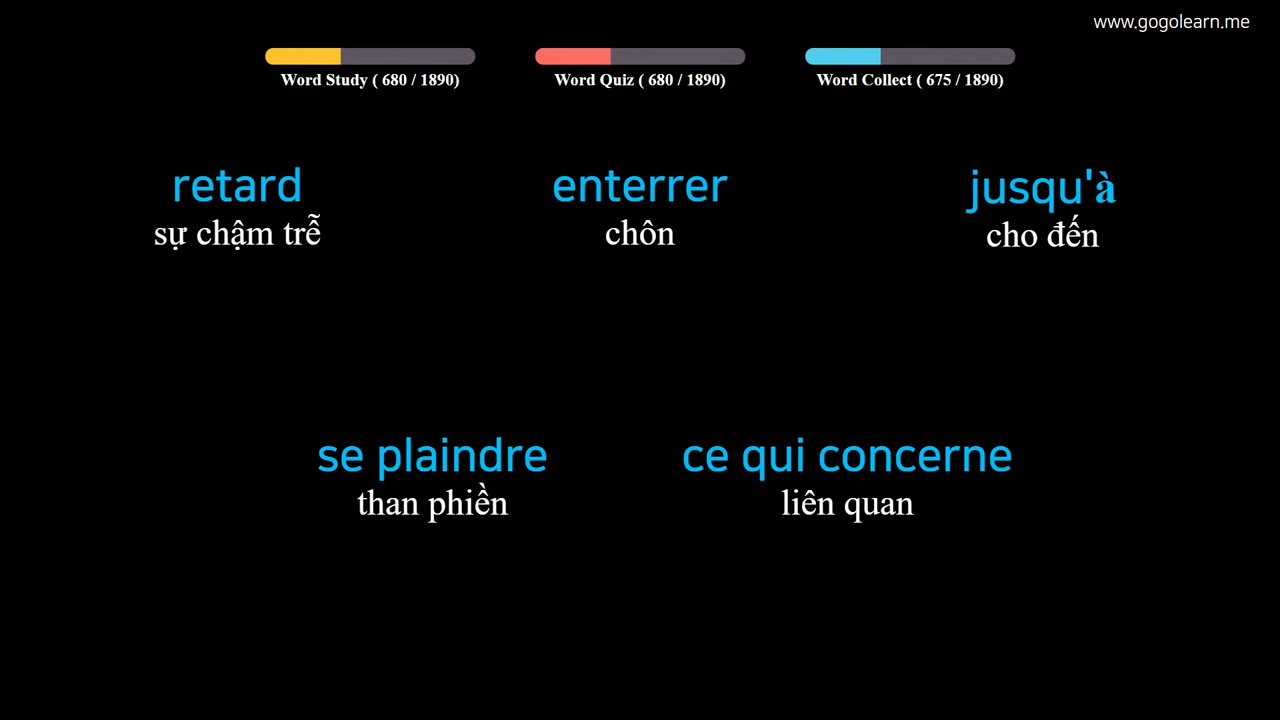 www.gogolearn.me
Word Study ( 680 / 1890)
Word Quiz ( 680 / 1890)
Word Collect ( 675 / 1890)
retard
sự chậm trễ
enterrer
chôn
jusqu'à
cho đến
se plaindre
than phiền
ce qui concerne
liên quan